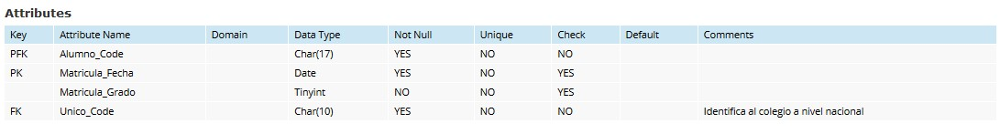 Attributes
Key Attribute Name Domain Data Type Not Null Unique Check Default Comments
PFK Alumno_Code Char(17) YES NO NO
PK Matricula_Fecha Date YES NO YES
Matricula_Grado Tinyint NO NO YES
FK Unico_Code Char(10) YES NO NO Identifica al colegio a nivel nacional